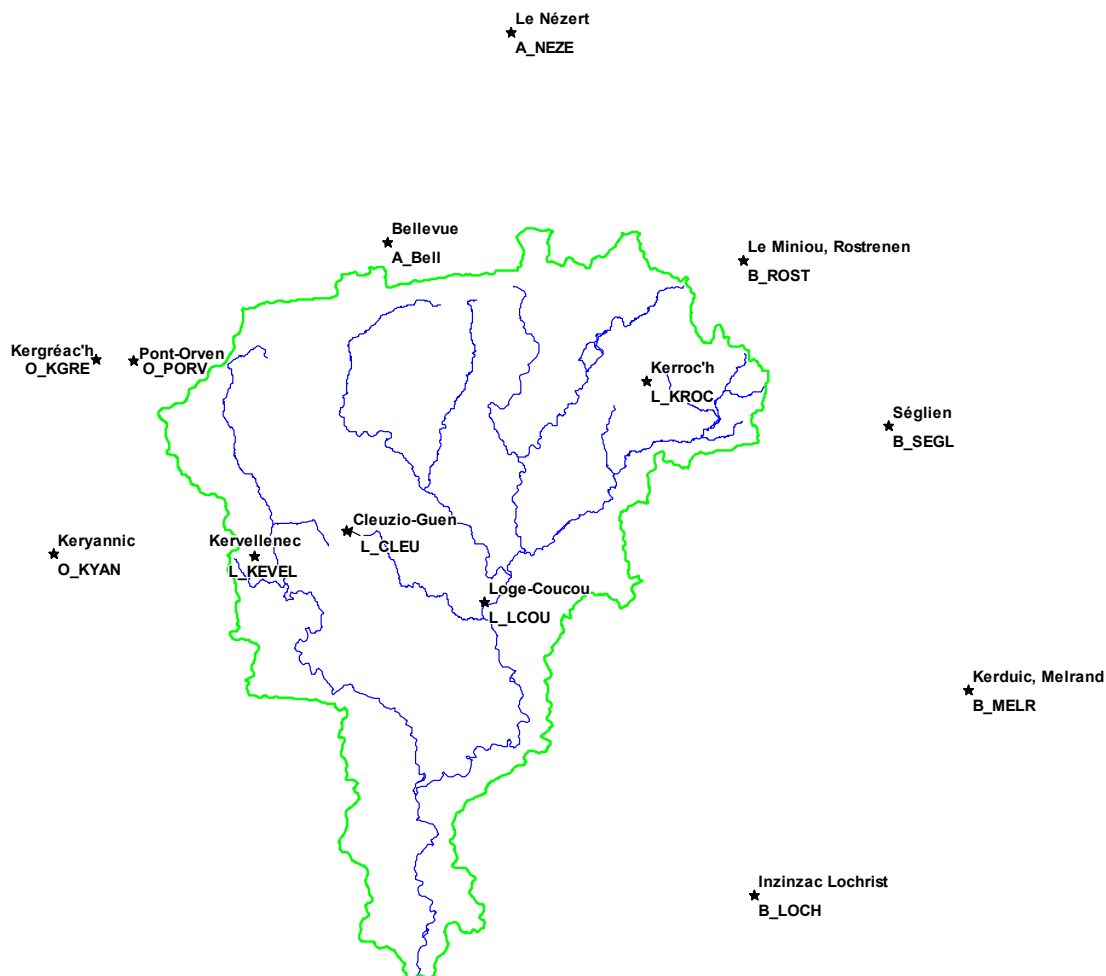 Le Nézert
A_NEZE
Bellevue
A_Bell
Le Miniou, Rostrenen
B_ROST
Kergréac'h
O_KGRE
Pont-Orven
O_PORV
Kerroc'h
L_KROC
Séglien
B_SEGL
Cleuzio-Guen
L_CLEU
Keryannic
O_KYAN
Kervellenec
L_KEVEL
Loge-Coucou
L_LCOU
Kerduic, Melrand
B_MELR
Inzinzac Lochrist
B_LOCH